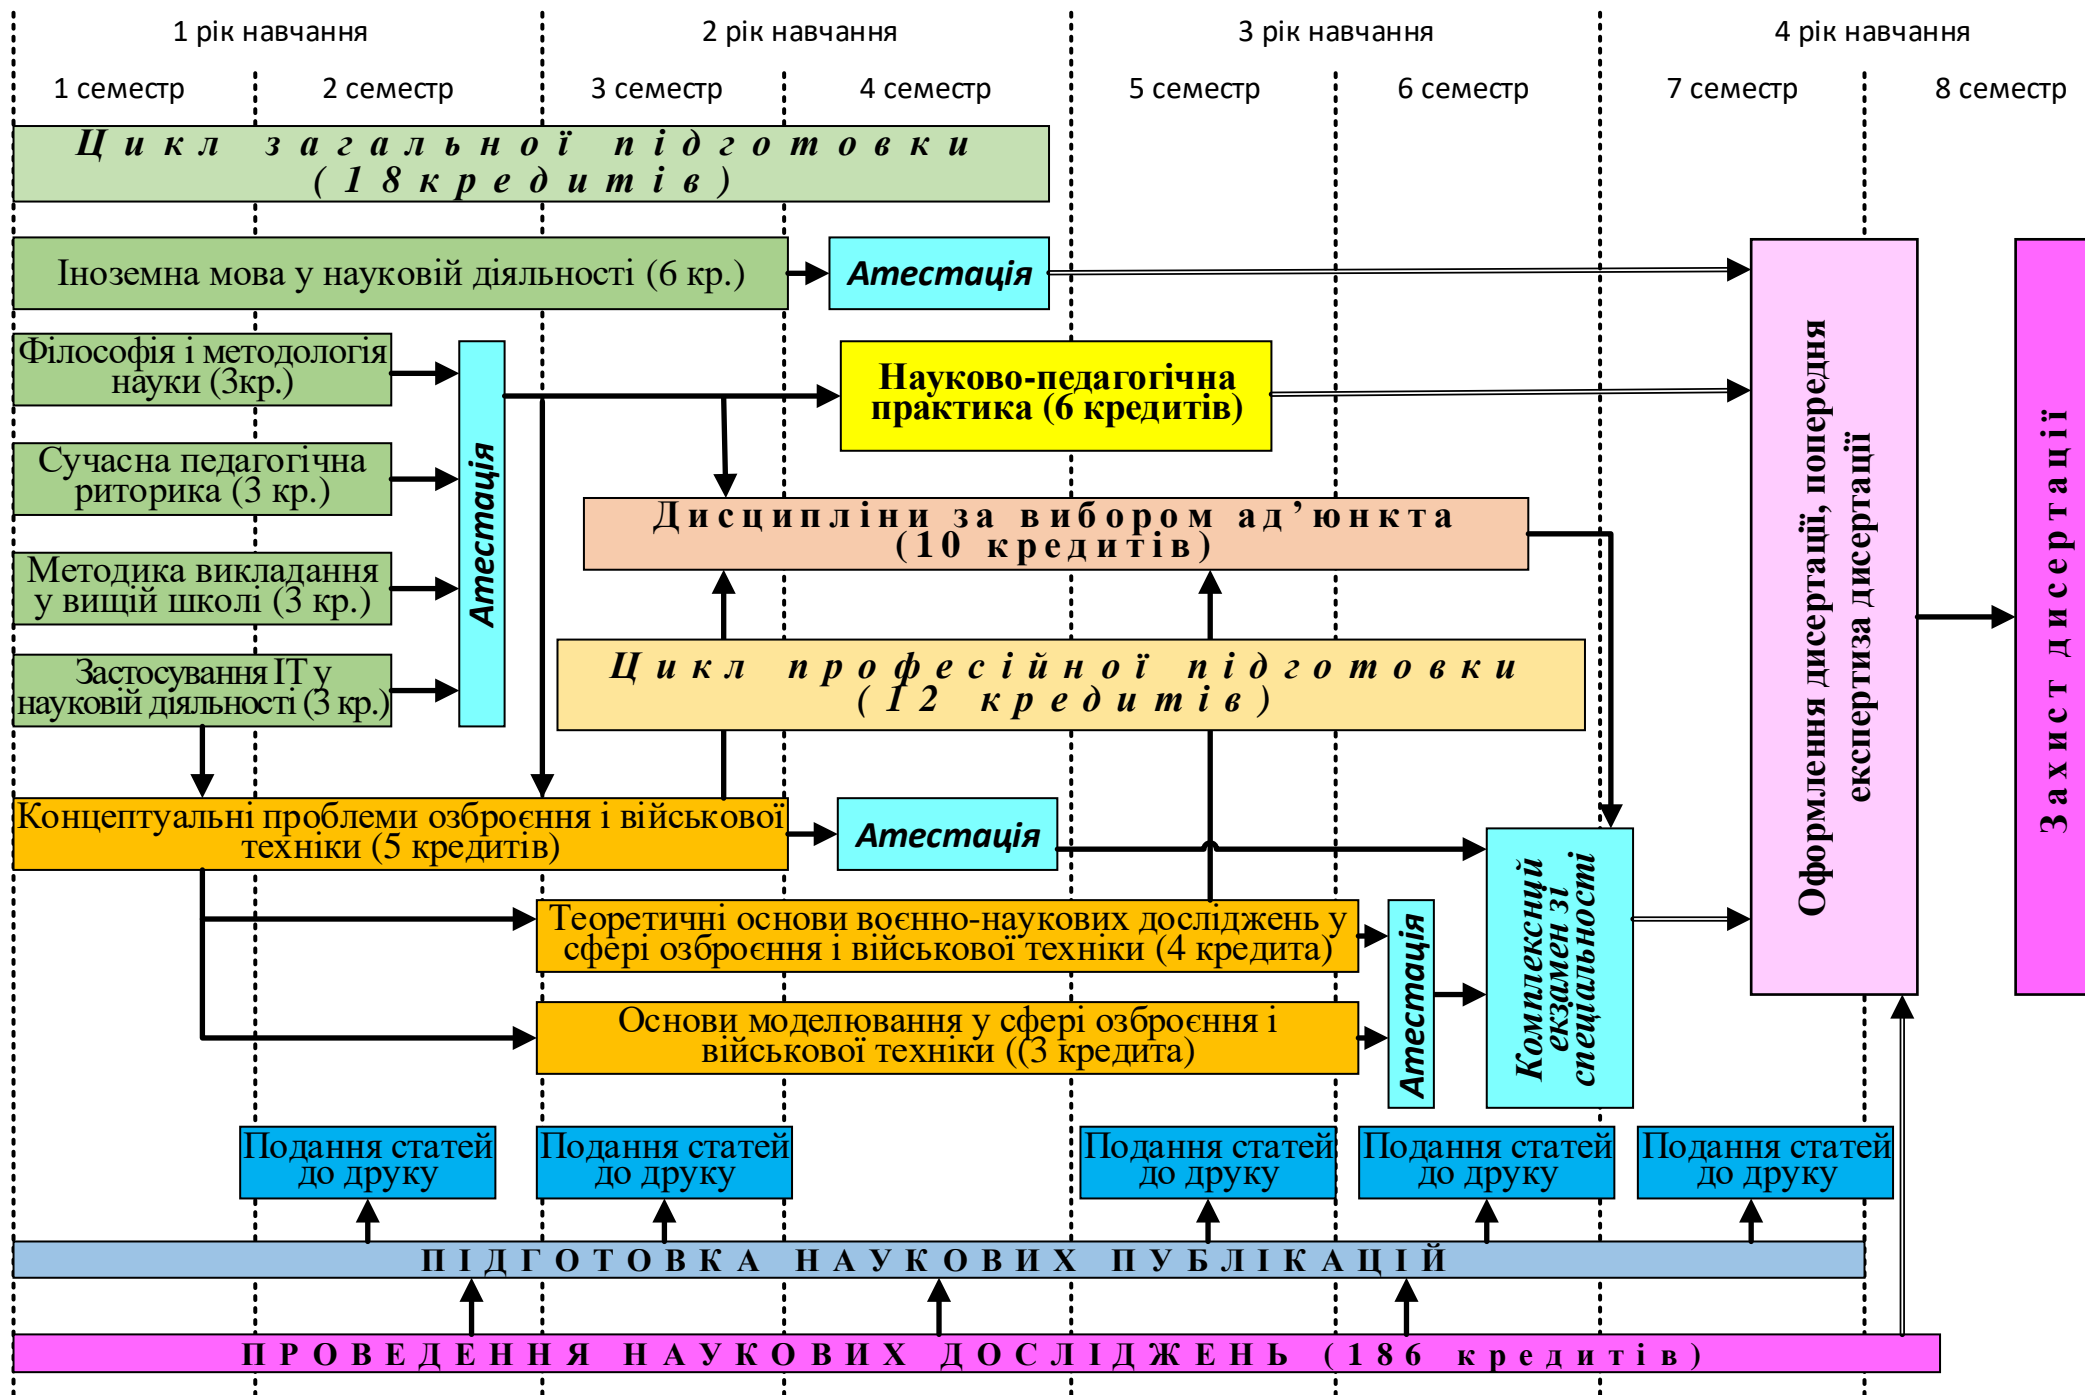 1 рік навчання
2 рік навчання
3 рік навчання
4 рік навчання
1 семестр
2 семестр
3 семестр
4 семестр
5 семестр
6 семестр
7 семестр
8 семестр
Цикл загальної підготовки
(18кредитів)
Іноземна мова у науковій діяльності (6 кр.)
Атестація
Філософія і методологія
науки (3кр.)
Сучасна педагогічна
риторика (3 кр.)
Методика викладання
у вищій школі (3 кр.)
Застосування ІТ у
науковій діяльності (3 кр.)
Атестація
Науково-педагогічна
практика (6 кредитів)
Дисципліни за вибором ад’юнкта
(10 кредитів)
Цикл професійної підготовки
(12 кредитів)
Концептуальні проблеми озброєння і військової
техніки (5 кредитів)
Атестація
Теоретичні основи воєнно-наукових досліджень у
сфері озброєння і військової техніки (4 кредита)
Основи моделювання у сфері озброєння і
військової техніки ((3 кредита)
Атестація
Комплексний
екзамен зі
спеціальності
Оформлення дисертації, попередня
експертиза дисертації
Захист дисертації
Подання статей
до друку
Подання статей
до друку
Подання статей
до друку
Подання статей
до друку
Подання статей
до друку
ПІДГОТОВКА НАУКОВИХ ПУБЛІКАЦІЙ
ПРОВЕДЕННЯ НАУКОВИХ ДОСЛІДЖЕНЬ (186 кредитів)